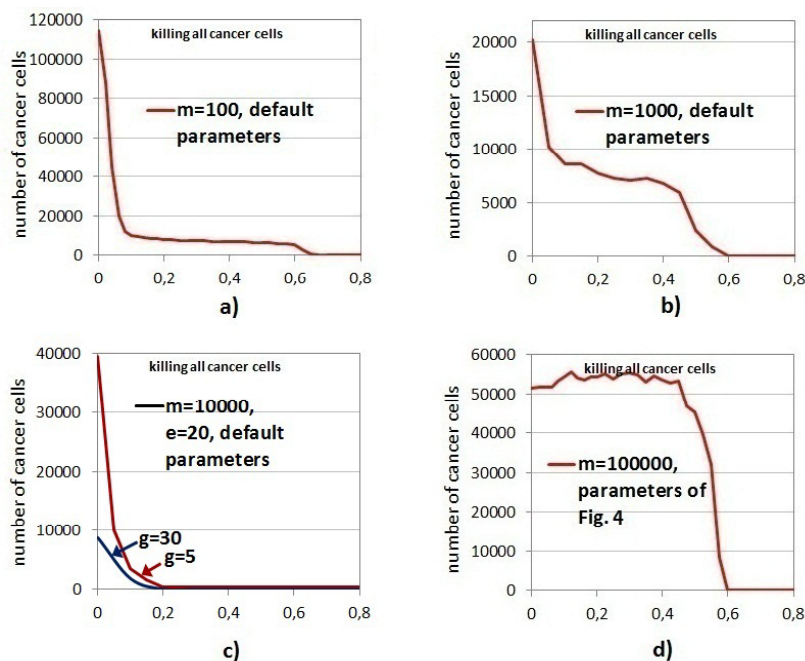 120000
100000
80000
60000
40000
20000
0
number of cancer cells
killing all cancer cells
m=100, default
parameters
0 0,2 0,4 0,6 0,8
a)
20000
15000
10000
5000
0
number of cancer cells
killing all cancer cells
m=1000, default
parameters
0 0,2 0,4 0,6 0,8
b)
40000
30000
20000
10000
0
number of cancer cells
killing all cancer cells
m=10000,
e=20, default
parameters
g=30
g=5
0 0,2 0,4 0,6 0,8
c)
60000
50000
40000
30000
20000
10000
0
number of cancer cells
killing all cancer cells
m=100000,
parameters of
Fig. 4
0 0,2 0,4 0,6 0,8
d)